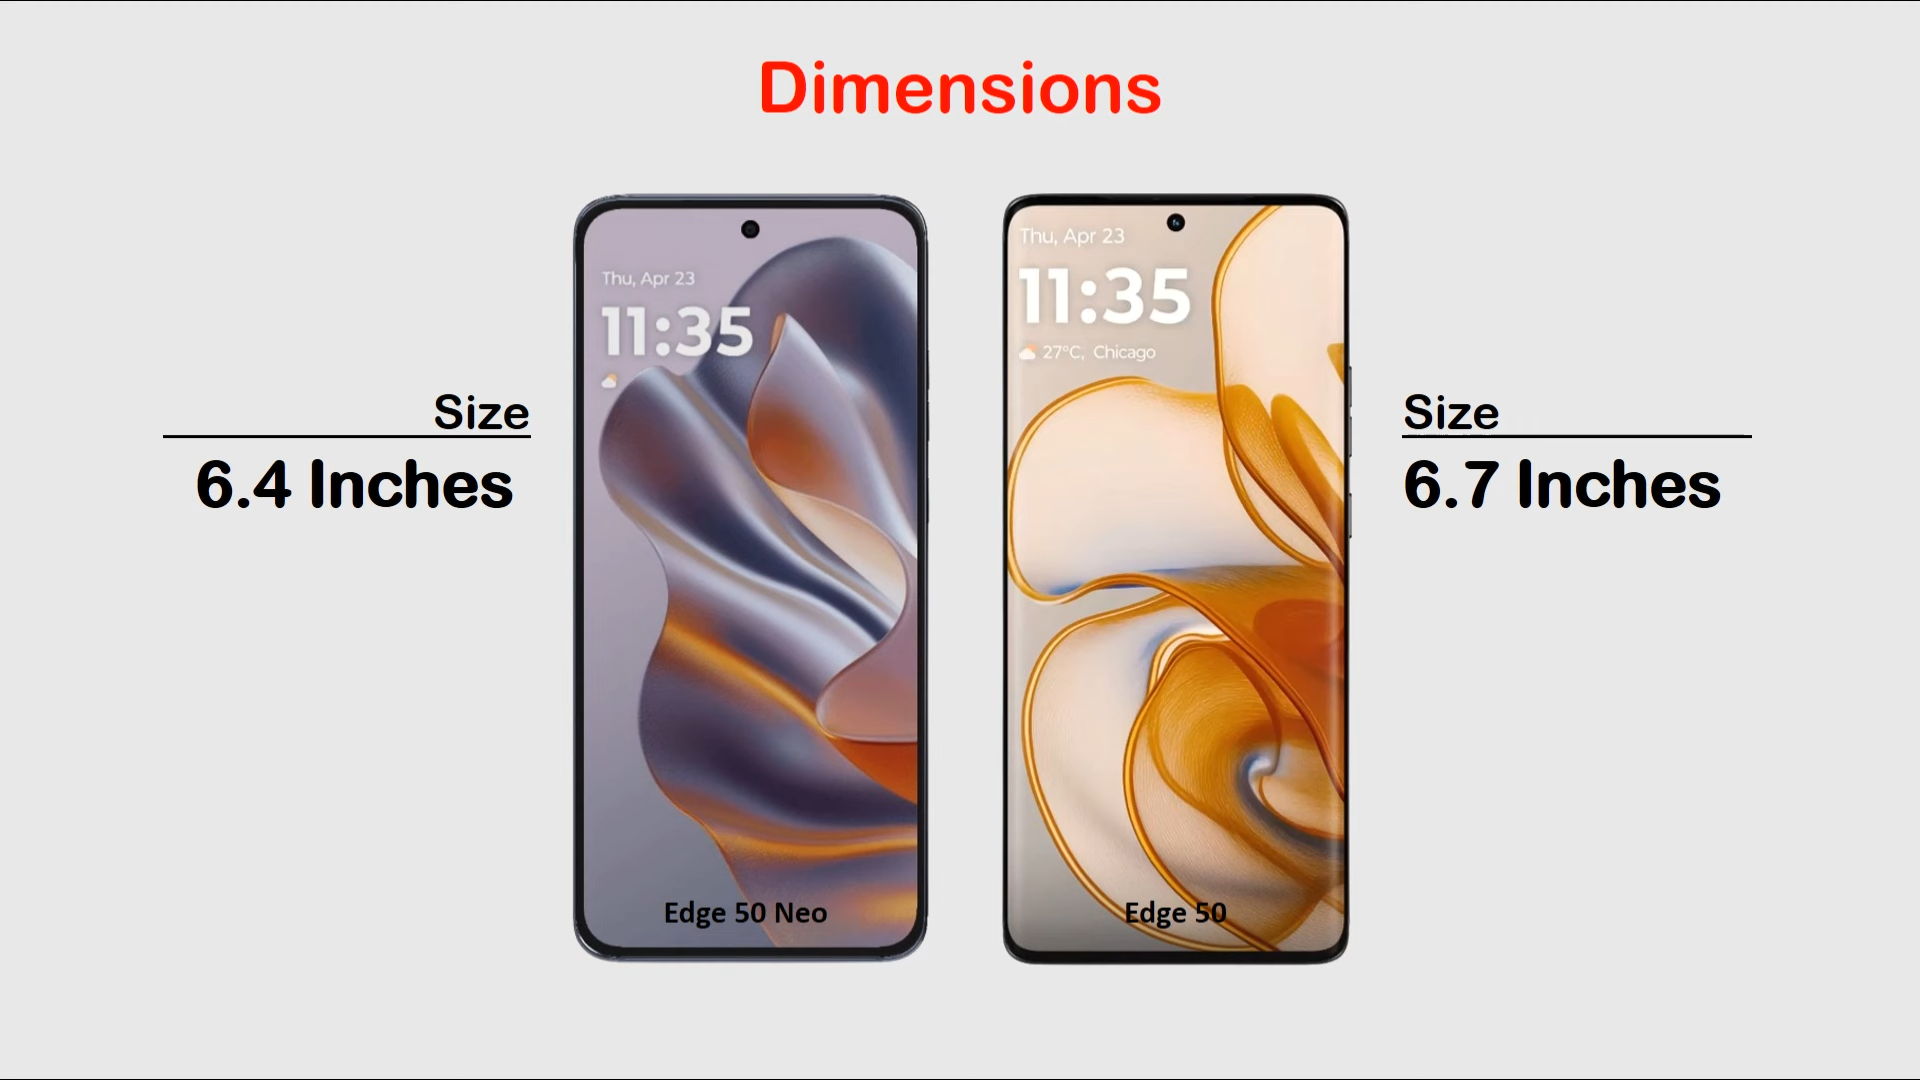 Dimensions
Size
6.4 Inches
Thu, Apr 23
11:35
Edge 50 Neo
Thu, Apr 23
11:35
27°C, Chicago
Edge 50
Size
6.7 Inches